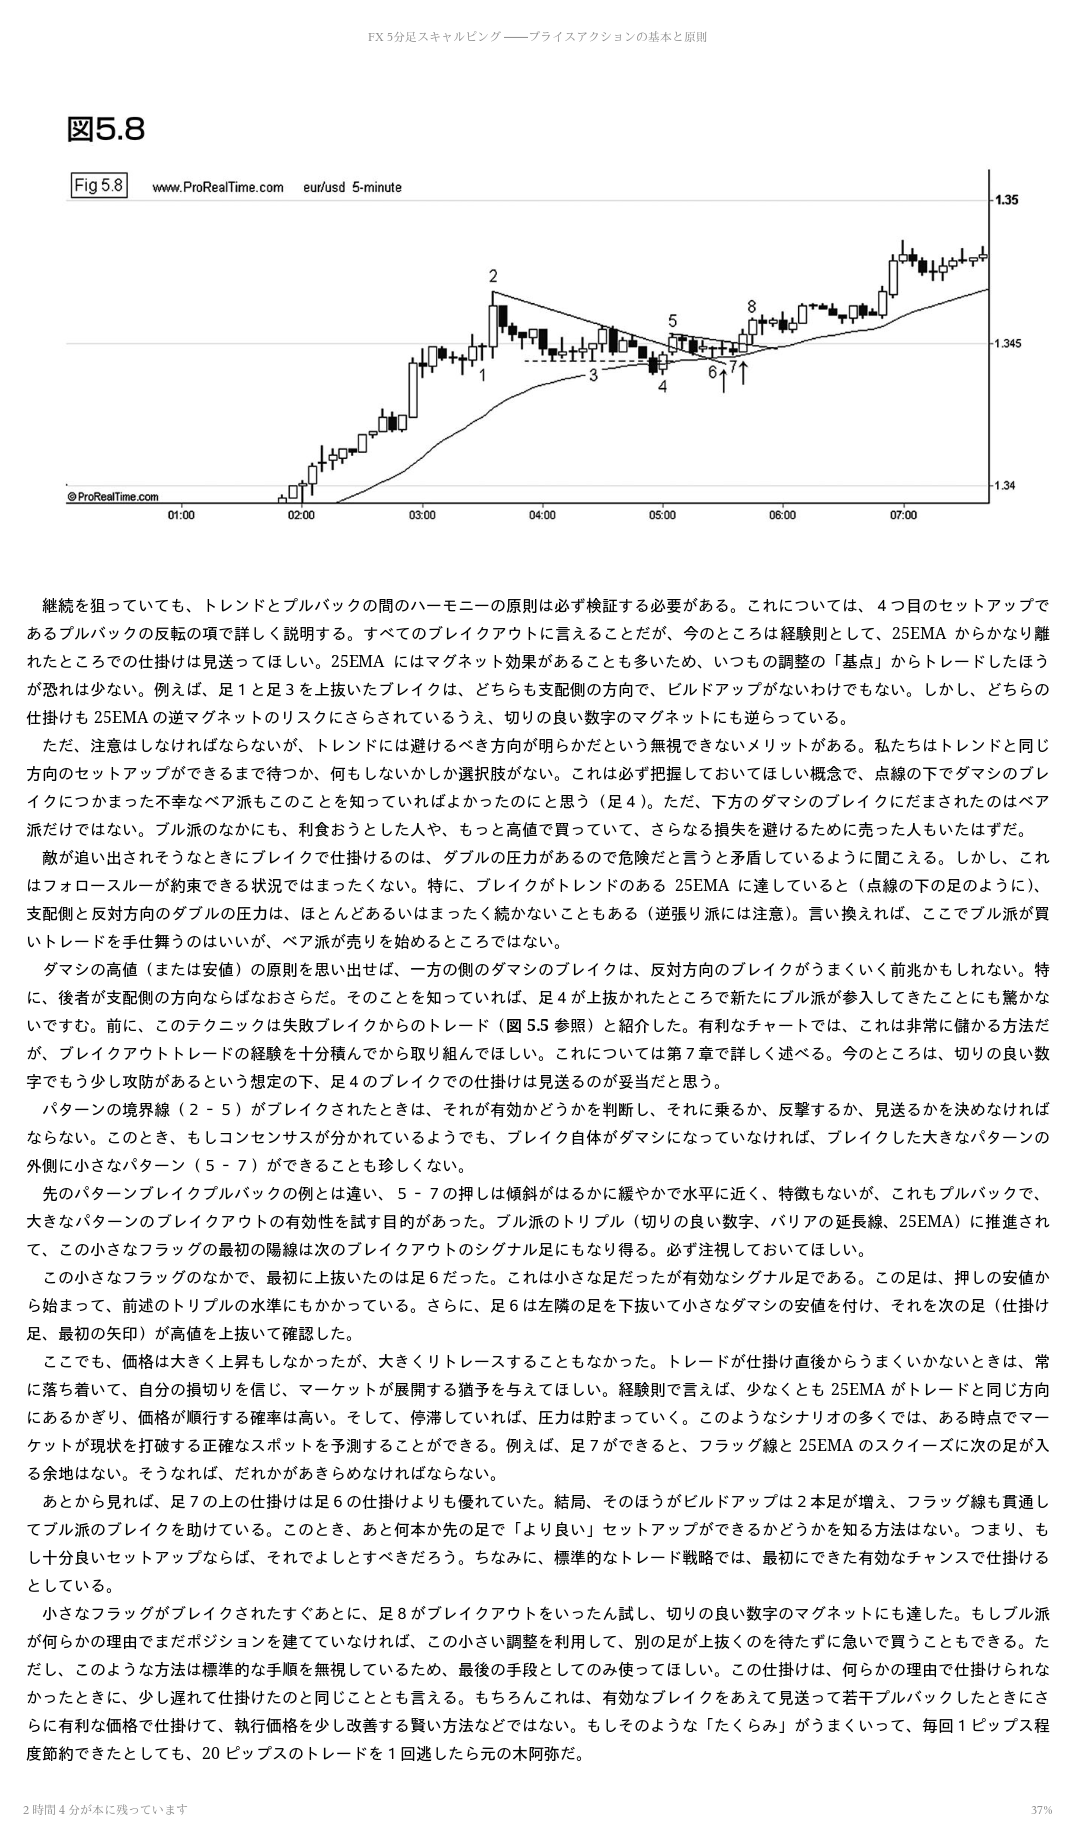 FX 5分足スキャルピング ――プライスアクションの基本と原則
図5.8
Fig 5.8 www.ProRealTime.com eur/usd 5-minute
1.35
2
8
5
1.345
1
3
4
6
7
1.34
©ProRealTime.com
01:00 02:00 03:00 04:00 05:00 06:00 07:00
継続を狙っていても、トレンドとプルバックの間のハーモニーの原則は必ず検証する必要がある。これについては、４つ目のセットアップで
あるプルバックの反転の項で詳しく説明する。すべてのブレイクアウトに言えることだが、今のところは経験則として、25EMA からかなり離
れたところでの仕掛けは見送ってほしい。25EMA にはマグネット効果があることも多いため、いつもの調整の「基点」からトレードしたほう
が恐れは少ない。例えば、足１と足３を上抜いたブレイクは、どちらも支配側の方向で、ビルドアップがないわけでもない。しかし、どちらの
仕掛けも 25EMA の逆マグネットのリスクにさらされているうえ、切りの良い数字のマグネットにも逆らっている。
ただ、注意はしなければならないが、トレンドには避けるべき方向が明らかだという無視できないメリットがある。私たちはトレンドと同じ
方向のセットアップができるまで待つか、何もしないかしか選択肢がない。これは必ず把握しておいてほしい概念で、点線の下でダマシのブレ
イクにつかまった不幸なベア派もこのことを知っていればよかったのにと思う（足４）。ただ、下方のダマシのブレイクにだまされたのはベア
派だけではない。ブル派のなかにも、利食おうとした人や、もっと高値で買っていて、さらなる損失を避けるために売った人もいたはずだ。
敵が追い出されそうなときにブレイクで仕掛けるのは、ダブルの圧力があるので危険だと言うと矛盾しているように聞こえる。しかし、これ
はフォロースルーが約束できる状況ではまったくない。特に、ブレイクがトレンドのある 25EMA に達していると（点線の下の足のように）、
支配側と反対方向のダブルの圧力は、ほとんどあるいはまったく続かないこともある（逆張り派には注意）。言い換えれば、ここでブル派が買
いトレードを手仕舞うのはいいが、ベア派が売りを始めるところではない。
ダマシの高値（または安値）の原則を思い出せば、一方の側のダマシのブレイクは、反対方向のブレイクがうまくいく前兆かもしれない。特
に、後者が支配側の方向ならばなおさらだ。そのことを知っていれば、足４が上抜かれたところで新たにブル派が参入してきたことにも驚かな
いですむ。前に、このテクニックは失敗ブレイクからのトレード（図 5.5 参照）と紹介した。有利なチャートでは、これは非常に儲かる方法だ
が、ブレイクアウトトレードの経験を十分積んでから取り組んでほしい。これについては第７章で詳しく述べる。今のところは、切りの良い数
字でもう少し攻防があるという想定の下、足４のブレイクでの仕掛けは見送るのが妥当だと思う。
パターンの境界線（２‐５）がブレイクされたときは、それが有効かどうかを判断し、それに乗るか、反撃するか、見送るかを決めなければ
ならない。このとき、もしコンセンサスが分かれているようでも、ブレイク自体がダマシになっていなければ、ブレイクした大きなパターンの
外側に小さなパターン（５‐７）ができることも珍しくない。
先のパターンブレイクプルバックの例とは違い、５‐７の押しは傾斜がはるかに緩やかで水平に近く、特徴もないが、これもプルバックで、
大きなパターンのブレイクアウトの有効性を試す目的があった。ブル派のトリプル（切りの良い数字、バリアの延長線、25EMA）に推進され
て、この小さなフラッグの最初の陽線は次のブレイクアウトのシグナル足にもなり得る。必ず注視しておいてほしい。
この小さなフラッグのなかで、最初に上抜いたのは足６だった。これは小さな足だったが有効なシグナル足である。この足は、押しの安値か
ら始まって、前述のトリプルの水準にもかかっている。さらに、足６は左隣の足を下抜いて小さなダマシの安値を付け、それを次の足（仕掛け
足、最初の矢印）が高値を上抜いて確認した。
ここでも、価格は大きく上昇もしなかったが、大きくリトレースすることもなかった。トレードが仕掛け直後からうまくいかないときは、常
に落ち着いて、自分の損切りを信じ、マーケットが展開する猶予を与えてほしい。経験則で言えば、少なくとも 25EMA がトレードと同じ方向
にあるかぎり、価格が順行する確率は高い。そして、停滞していれば、圧力は貯まっていく。このようなシナリオの多くでは、ある時点でマー
ケットが現状を打破する正確なスポットを予測することができる。例えば、足７ができると、フラッグ線と 25EMA のスクイーズに次の足が入
る余地はない。そうなれば、だれかがあきらめなければならない。
あとから見れば、足７の上の仕掛けは足６の仕掛けよりも優れていた。結局、そのほうがビルドアップは２本足が増え、フラッグ線も貫通し
てブル派のブレイクを助けている。このとき、あと何本か先の足で「より良い」セットアップができるかどうかを知る方法はない。つまり、も
し十分良いセットアップならば、それでよしとすべきだろう。ちなみに、標準的なトレード戦略では、最初にできた有効なチャンスで仕掛ける
としている。
小さなフラッグがブレイクされたすぐあとに、足８がブレイクアウトをいったん試し、切りの良い数字のマグネットにも達した。もしブル派
が何らかの理由でまだポジションを建てていなければ、この小さい調整を利用して、別の足が上抜くのを待たずに急いで買うこともできる。た
だし、このような方法は標準的な手順を無視しているため、最後の手段としてのみ使ってほしい。この仕掛けは、何らかの理由で仕掛けられな
かったときに、少し遅れて仕掛けたのと同じこととも言える。もちろんこれは、有効なブレイクをあえて見送って若干プルバックしたときにさ
らに有利な価格で仕掛けて、執行価格を少し改善する賢い方法などではない。もしそのような「たくらみ」がうまくいって、毎回１ピップス程
度節約できたとしても、20 ピップスのトレードを１回逃したら元の木阿弥だ。
2 時間 4 分が本に残っています
37%